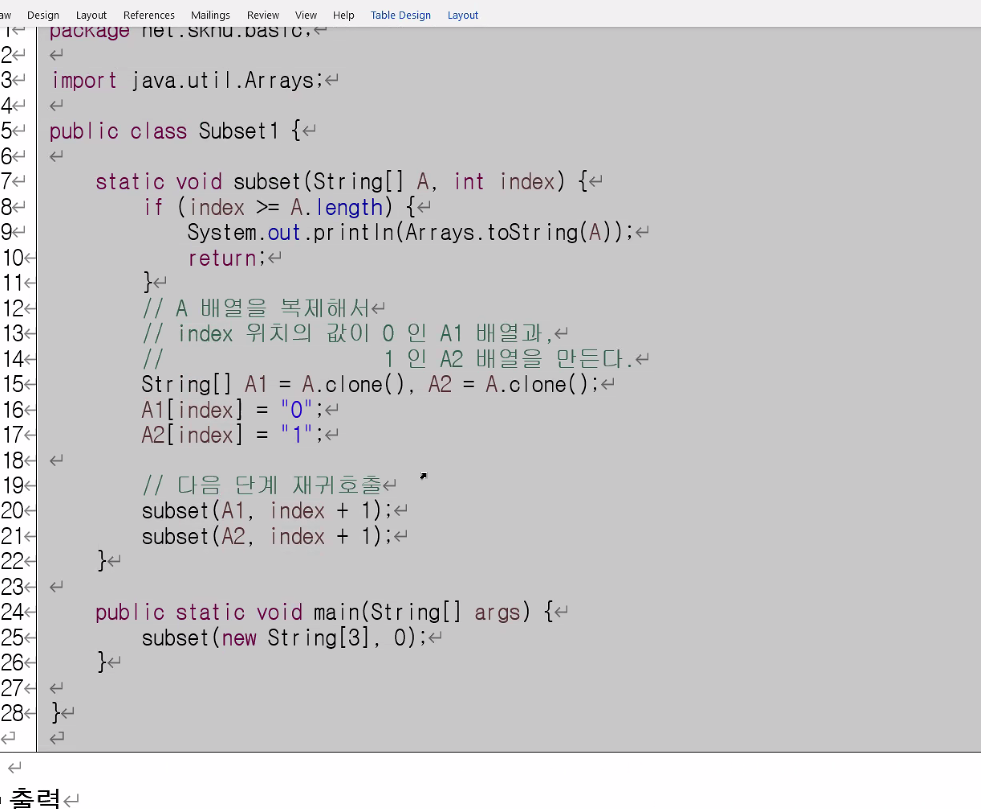 aw Design Layout References Mailings Review View Help Table Design Layout
1 package net.skhu.basic;
2
3 import java.util.Arrays;
4
5 public class Subset1 {
6
7 static void subset(String[] A, int index) {
8 if (index >= A.length) {
9 System.out.println(Arrays.toString(A));
10 return;
11 }
12 // A 배열을 복제해서
13 // index 위치의 값이 0 인 A1 배열과,
14 // 1 인 A2 배열을 만든다.
15 String[] A1 = A.clone(), A2 = A.clone();
16 A1[index] = "0";
17 A2[index] = "1";
18
19 // 다음 단계 재귀호출
20 subset(A1, index + 1);
21 subset(A2, index + 1);
22 }
23
24 public static void main(String[] args) {
25 subset(new String[3], 0);
26 }
27
28 }
출력